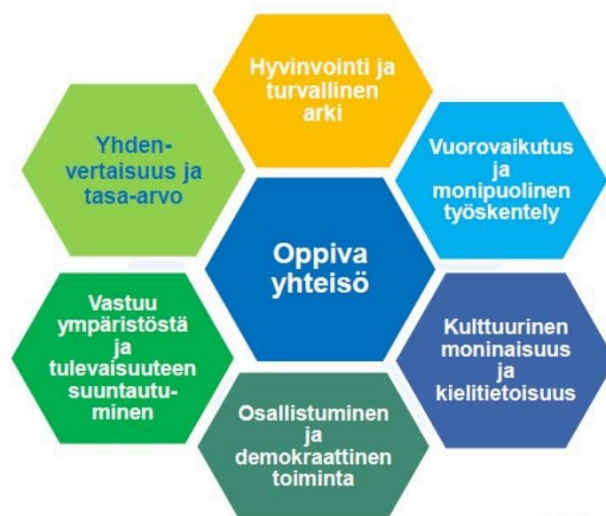 Hyvinvointi ja
turvallinen
arki
Yhden-
vertaisuus ja
tasa-arvo
Vuorovaikutus
ja
monipuolinen
työskentely
Oppiva
yhteisö
Vastuu
ympäristöstä
ja
tulevaisuuteen
suuntautu-
minen
Kulttuurinen
moninaisuus
ja
kielitietoisuus
Osallistuminen
ja
demokraattinen
toiminta